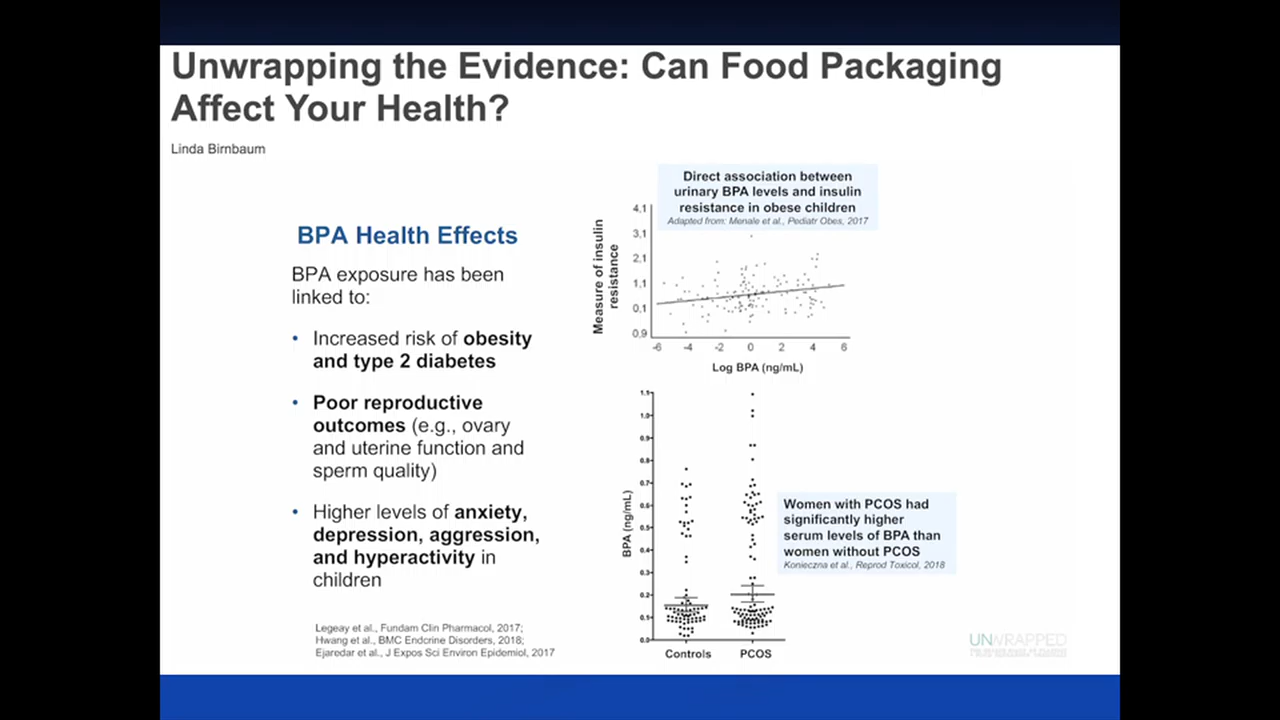 Unwrapping the Evidence: Can Food Packaging
Affect Your Health?
Linda Birnbaum
BPA Health Effects
BPA exposure has been
linked to:
• Increased risk of obesity
and type 2 diabetes
• Poor reproductive
outcomes (e.g., ovary
and uterine function and
sperm quality)
• Higher levels of anxiety,
depression, aggression,
and hyperactivity in
children
Legeay et al., Fundam Clin Pharmacol, 2017;
Hwang et al., BMC Endcrine Disorders, 2018;
Ejaredar et al., J Expos Sci Environ Epidemiol, 2017
Direct association between
urinary BPA levels and insulin
resistance in obese children
Adapted from: Menale et al., Pediatr Obes, 2017
Measure of insulin
resistance
4,1
3,1
2,1
1,1
0,1
0,9
-6 -4 -2 0 2 4 6
Log BPA (ng/mL)
BPA (ng/mL)
1.1
1.0
0.9
0.8
0.7
0.6
0.5
0.4
0.3
0.2
0.1
0.0
Controls PCOS
Women with PCOS had
significantly higher
serum levels of BPA than
women without PCOS
Konieczna et al., Reprod Toxicol, 2018
UNWRAPPED